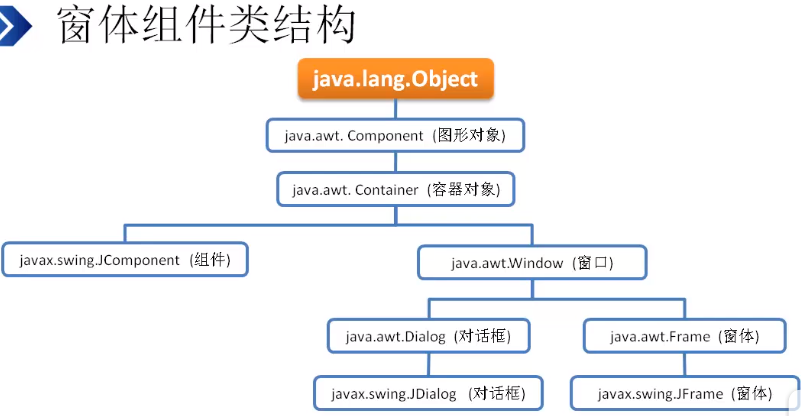 窗体组件类结构
java.lang.Object
java.awt. Component (图形对象)
java.awt. Container (容器对象)
javax.swing.JComponent (组件)
java.awt.Window (窗口)
java.awt.Dialog (对话框)
java.awt.Frame (窗体)
javax.swing.JDialog (对话框)
javax.swing.JFrame (窗体)